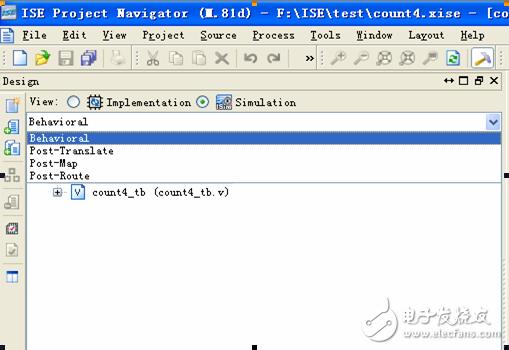 ISE Project Navigator (M.81d) - F:\ISE\test\count4.xise - [co
File Edit View Project Source Process Tools Window Layout Help
Design
View: Implementation Simulation
Behavioral
Behavioral
Post-Translate
Post-Map
Post-Route
count4_tb (count4_tb.v)
电子发烧友
www.elecfans.com